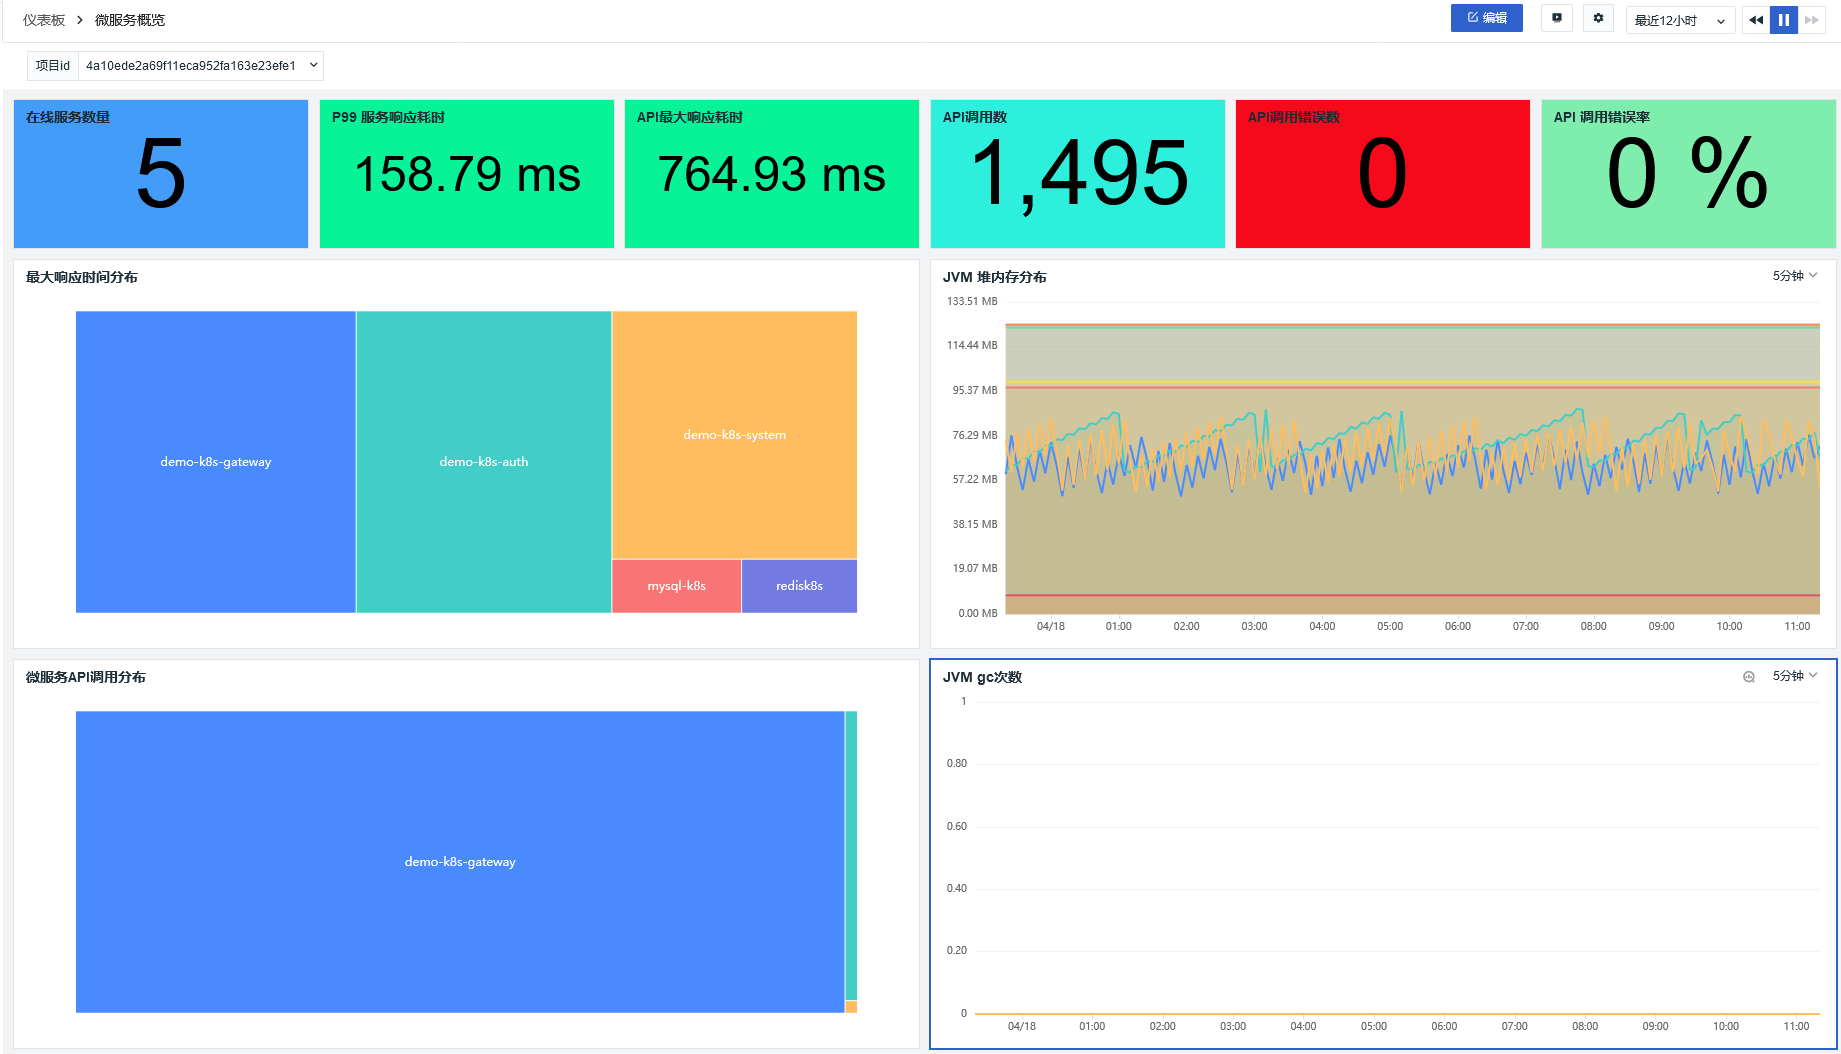 仪表板 > 微服务概览
编辑
最近12小时
项目id 4a10ede2a69f11eca952fa163e23efe1
在线服务数量
5
P99 服务响应耗时
158.79 ms
API最大响应耗时
764.93 ms
API调用数
1,495
API调用错误数
0
API 调用错误率
0 %
最大响应时间分布
demo-k8s-gateway
demo-k8s-auth
demo-k8s-system
mysql-k8s
redisk8s
JVM 堆内存分布
5分钟
133.51 MB
114.44 MB
95.37 MB
76.29 MB
57.22 MB
38.15 MB
19.07 MB
0.00 MB
04/18 01:00 02:00 03:00 04:00 05:00 06:00 07:00 08:00 09:00 10:00 11:00
微服务API调用分布
demo-k8s-gateway
JVM gc次数
5分钟
1
0.80
0.60
0.40
0.20
0
04/18 01:00 02:00 03:00 04:00 05:00 06:00 07:00 08:00 09:00 10:00 11:00